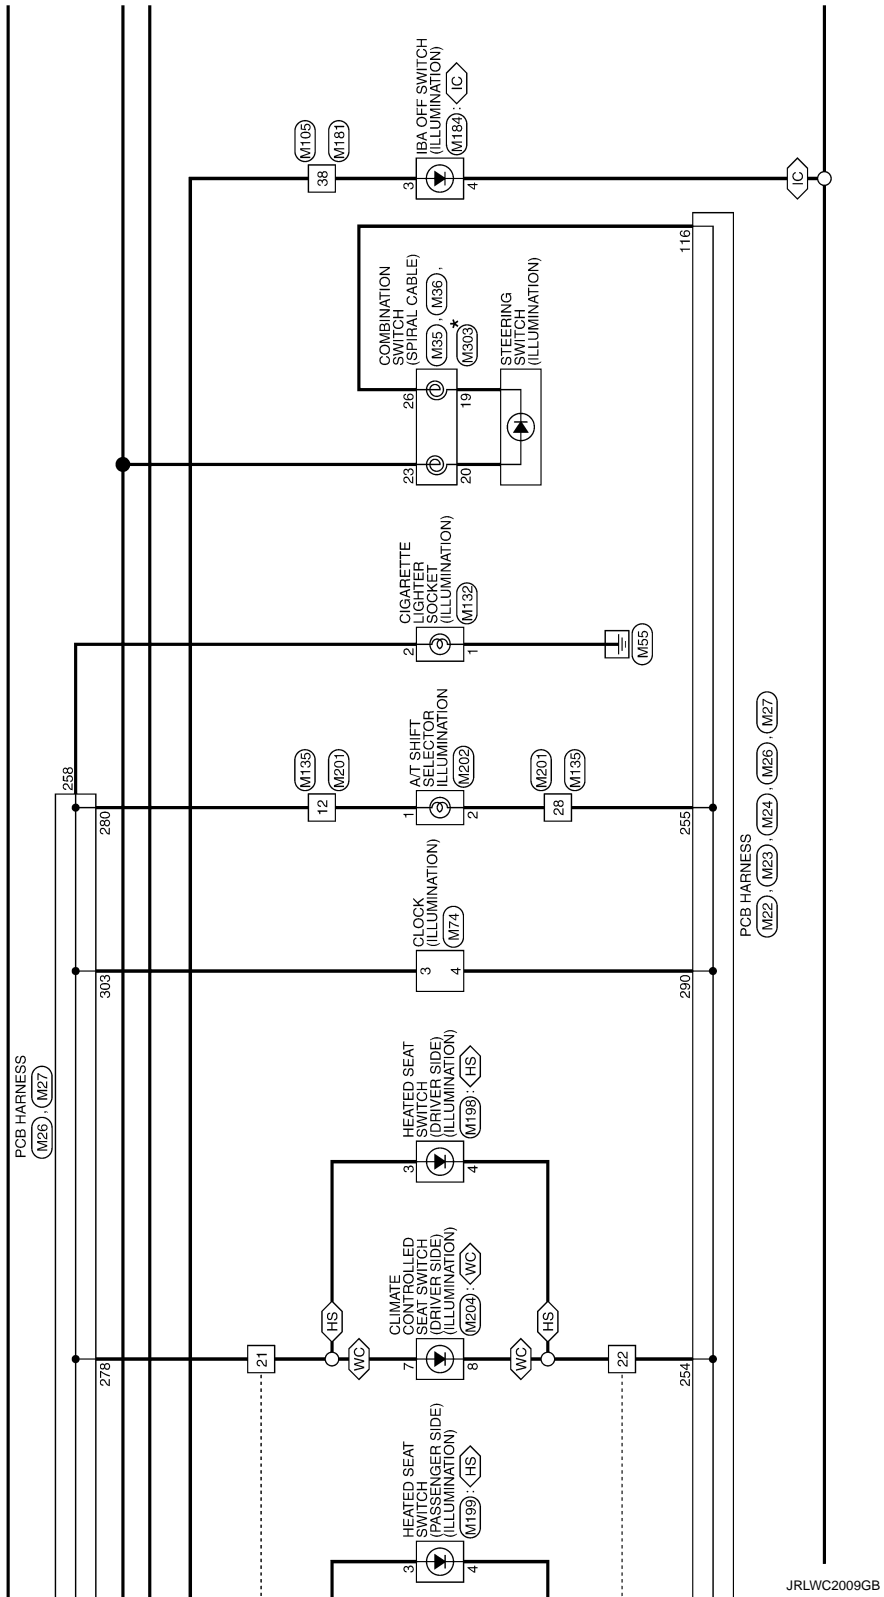 PCB HARNESS
M26 , M27
278
303
280
258
HEATED SEAT
SWITCH
(PASSENGER SIDE)
(ILLUMINATION)
M199 : HS
3
4
21
HS
WC
CLIMATE
CONTROLLED
SEAT SWITCH
(DRIVER SIDE)
(ILLUMINATION)
M204 : WC
7
8
WC
HS
22
254
HEATED SEAT
SWITCH
(DRIVER SIDE)
(ILLUMINATION)
M198 : HS
3
4
CLOCK
(ILLUMINATION)
M74
3
4
290
M135
M201
12
A/T SHIFT
SELECTOR
ILLUMINATION
M202
1
2
M201
M135
28
255
CIGARETTE
LIGHTER
SOCKET
(ILLUMINATION)
M132
2
1
M55
COMBINATION
SWITCH
(SPIRAL CABLE)
M35 , M36 ,
*
M303
23
26
20
19
STEERING
SWITCH
(ILLUMINATION)
116
M105
M181
38
IBA OFF SWITCH
(ILLUMINATION)
M184 : IC
3
4
IC
PCB HARNESS
M22 , M23 , M24 , M26 , M27
JRLWC2009GB